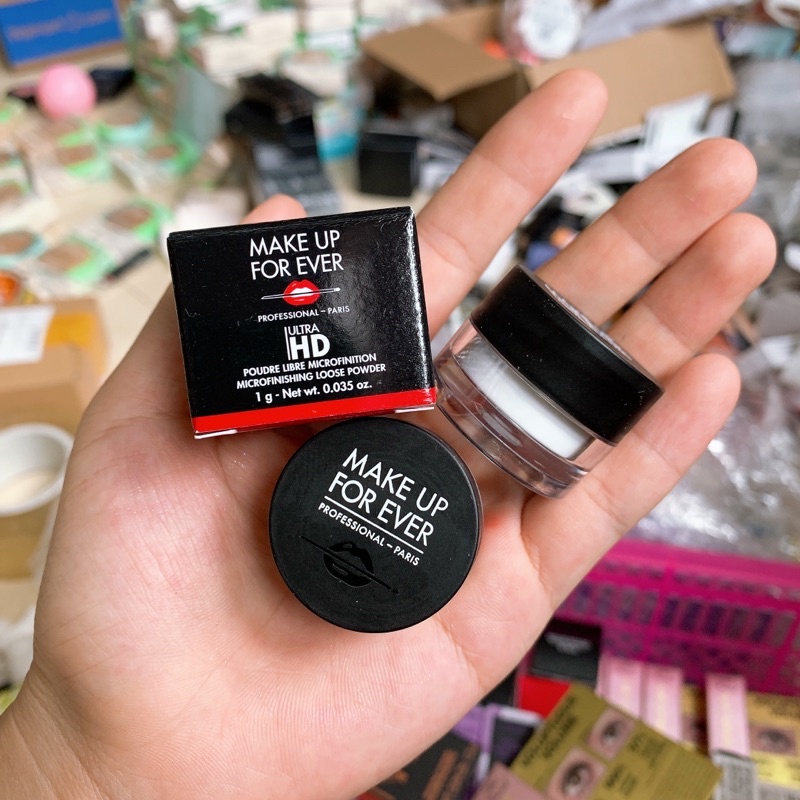 MAKE UP
FOR EVER
PROFESSIONAL – PARIS
ULTRA
HD
POUDRE LIBRE MICROFINITION
MICROFINISHING LOOSE POWDER
1 g - Net wt. 0.035 oz.
MAKE UP
FOR EVER
PROFESSIONAL – PARIS